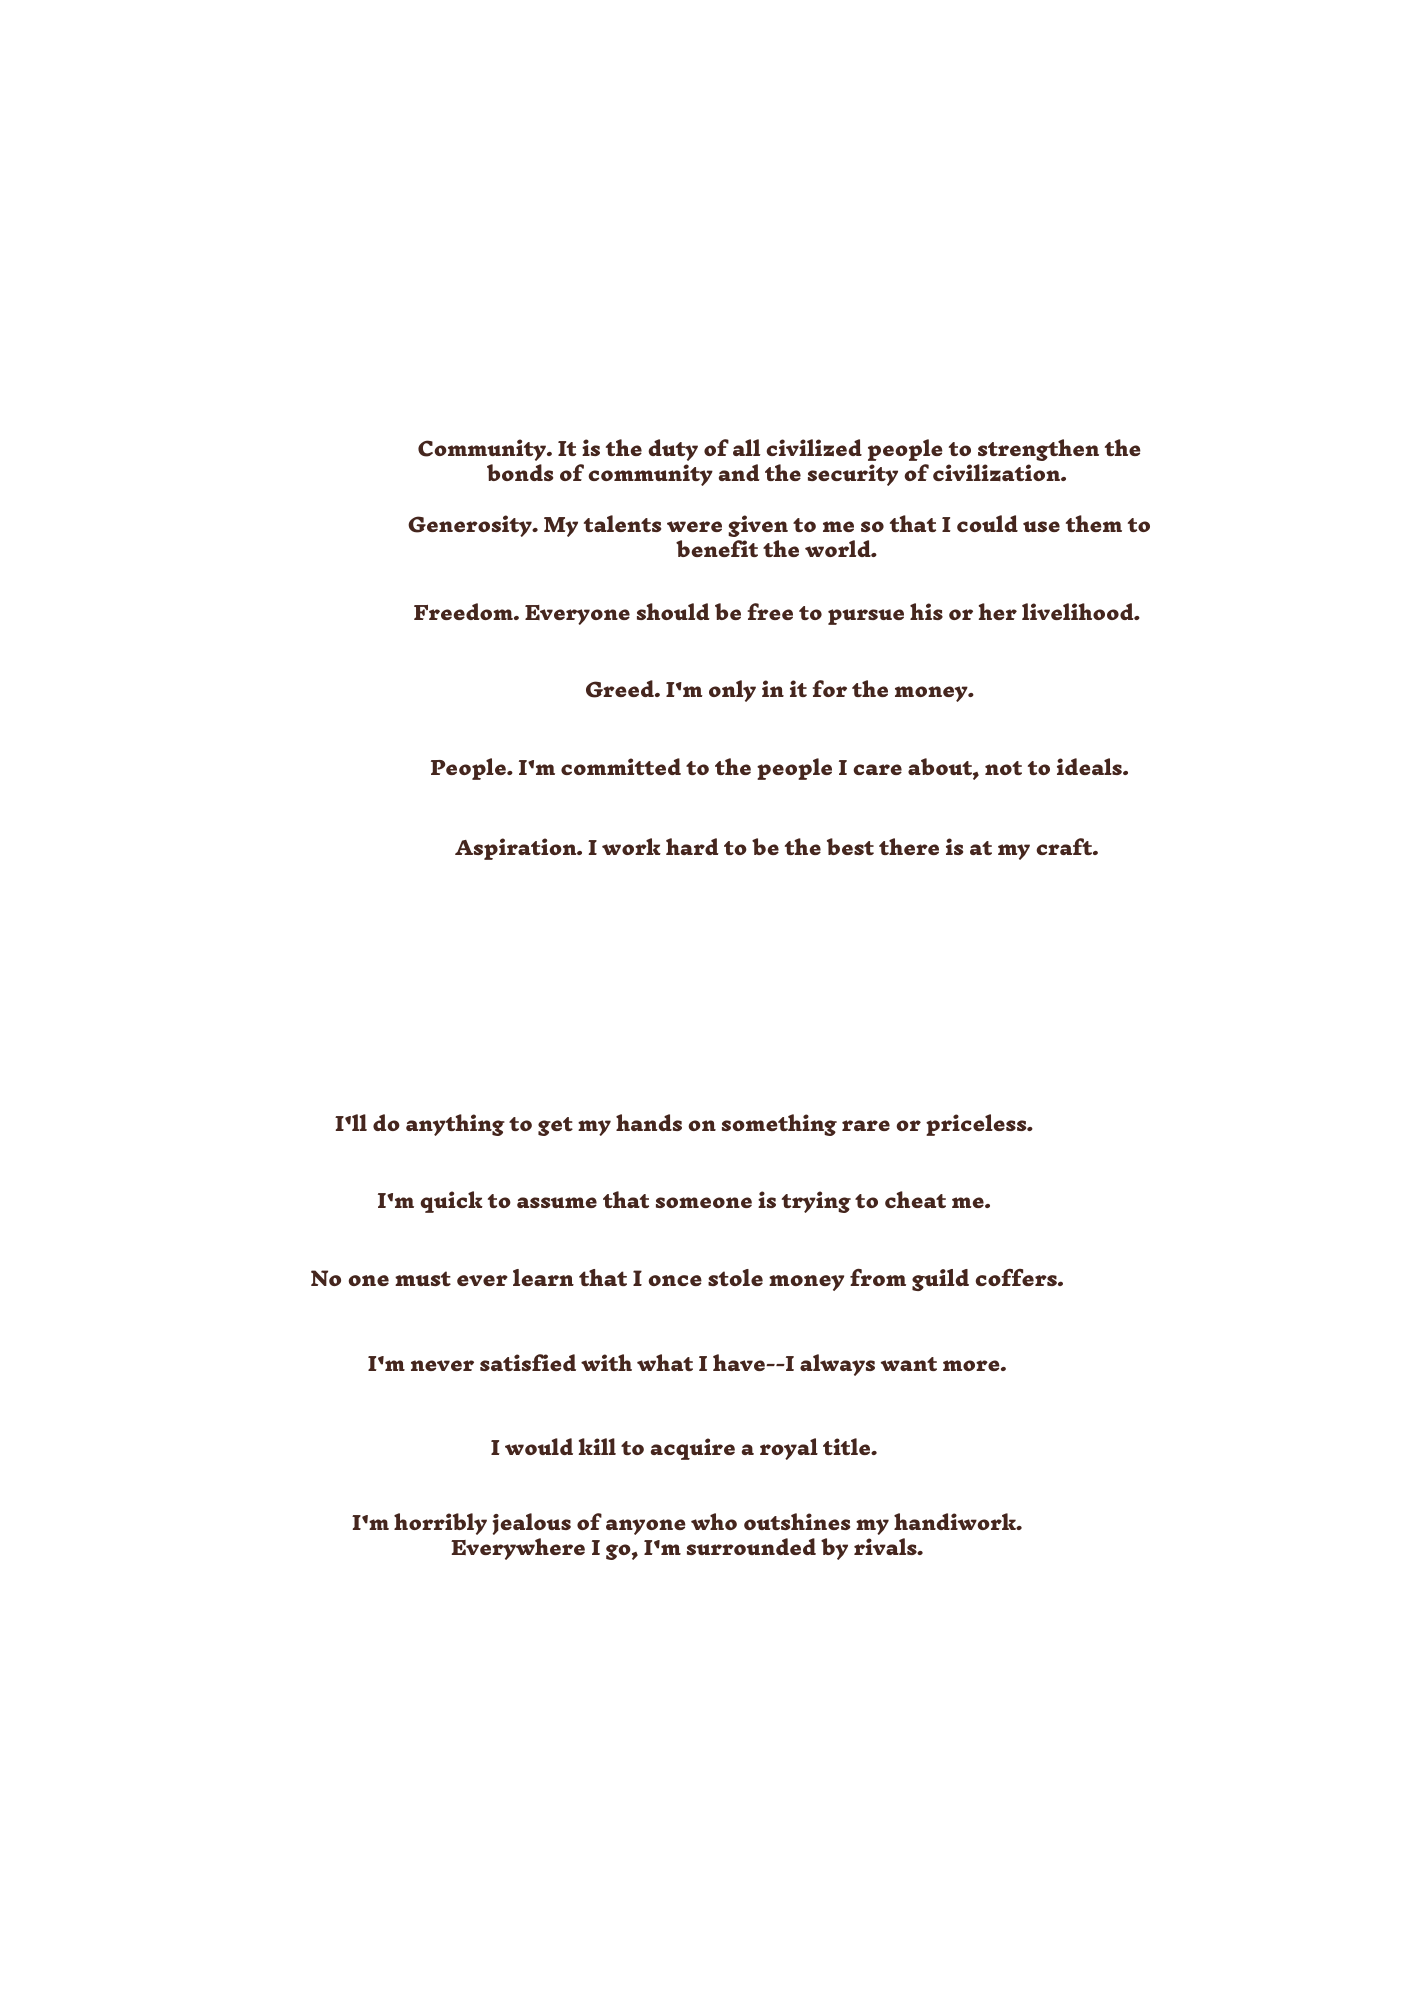 Community. It is the duty of all civilized people to strengthen the
bonds of community and the security of civilization.
Generosity. My talents were given to me so that I could use them to
benefit the world.
Freedom. Everyone should be free to pursue his or her livelihood.
Greed. I'm only in it for the money.
People. I'm committed to the people I care about, not to ideals.
Aspiration. I work hard to be the best there is at my craft.
I'll do anything to get my hands on something rare or priceless.
I'm quick to assume that someone is trying to cheat me.
No one must ever learn that I once stole money from guild coffers.
I'm never satisfied with what I have--I always want more.
I would kill to acquire a royal title.
I'm horribly jealous of anyone who outshines my handiwork.
Everywhere I go, I'm surrounded by rivals.